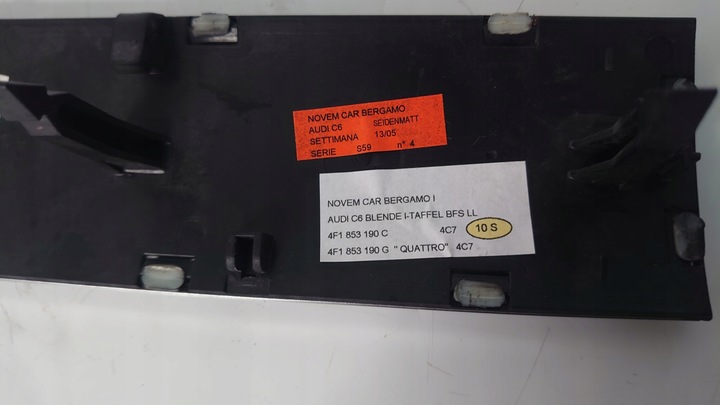 NOVEM CAR BERGAMO
AUDI C6 SEIDENMATT
SETTIMANA 13/05
SERIE S59 n° 4
NOVEM CAR BERGAMO I
AUDI C6 BLENDE I-TAFFEL BFS LL
4F1 853 190 C 4C7 10 S
4F1 853 190 G "QUATTRO" 4C7